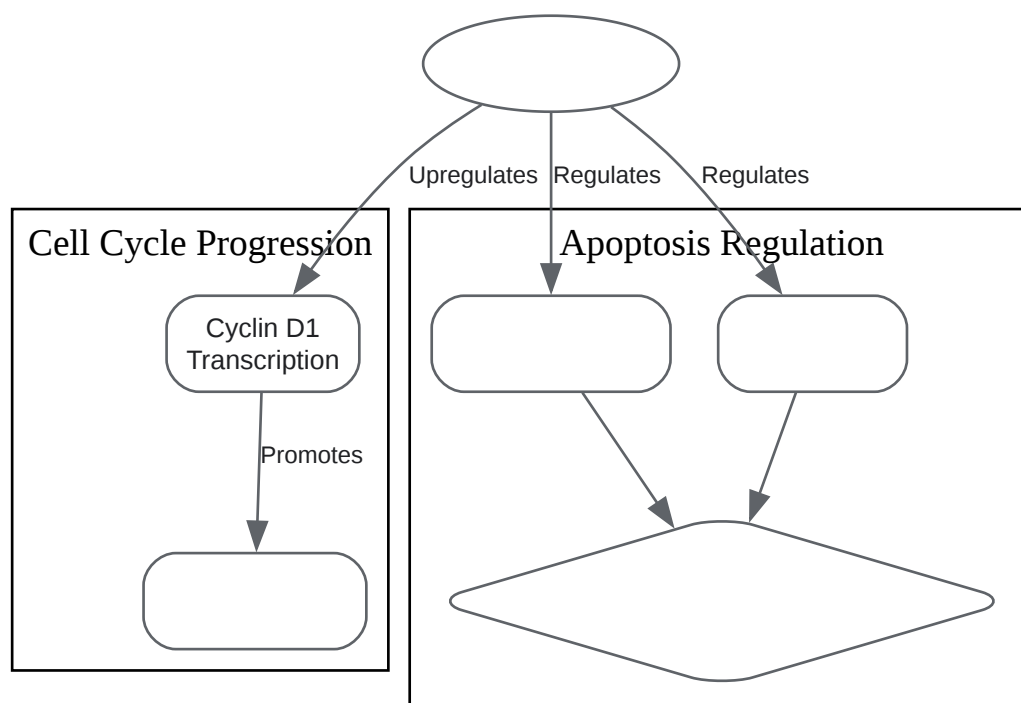 Upregulates
Regulates
Regulates
Cell Cycle Progression
Apoptosis Regulation
Cyclin D1
Transcription
Promotes